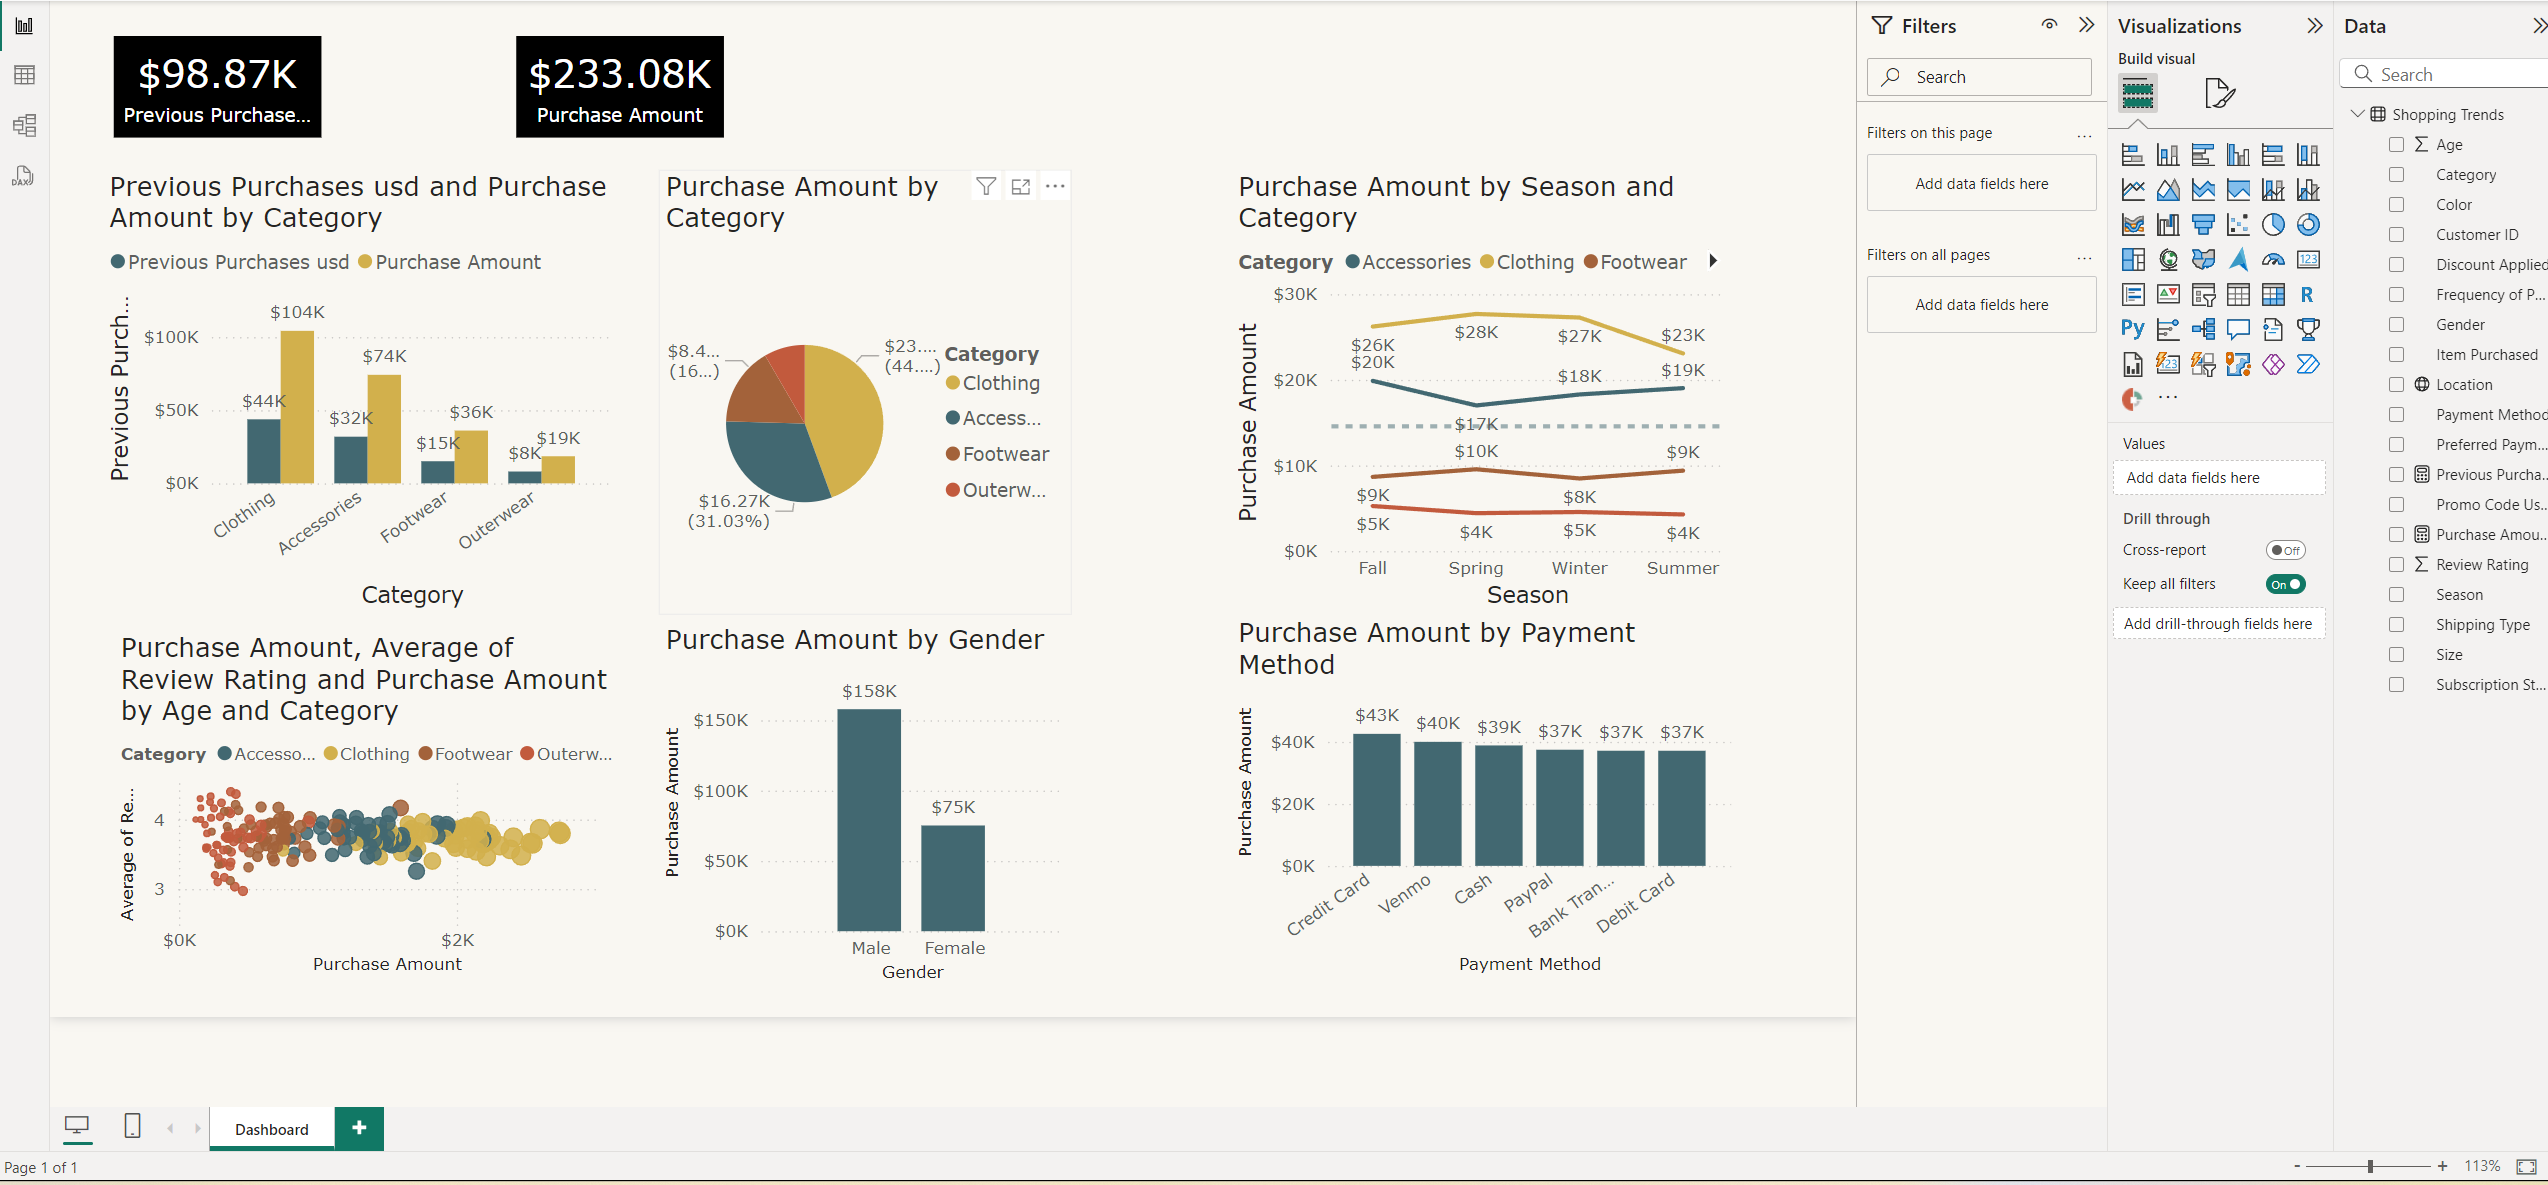 $98.87K
Previous Purchase...
$233.08K
Purchase Amount
Previous Purchases usd and Purchase
Amount by Category
Previous Purchases usd
Purchase Amount
Previous Purch...
$100K
$50K
$0K
$44K
$104K
$32K
$74K
$15K
$36K
$8K
$19K
Clothing
Accessories
Footwear
Outerwear
Category
Purchase Amount by
Category
$8.4...
(16...)
$23....
(44....)
$16.27K
(31.03%)
Category
Clothing
Access...
Footwear
Outerw...
Purchase Amount by Season and
Category
Category Accessories Clothing Footwear
Purchase Amount
$30K
$20K
$10K
$0K
$26K
$28K
$27K
$23K
$20K
$17K
$18K
$19K
$9K
$10K
$8K
$9K
$5K
$4K
$5K
$4K
Fall Spring Winter Summer
Season
Purchase Amount, Average of
Review Rating and Purchase Amount
by Age and Category
Category Accesso... Clothing Footwear Outerw...
Average of Re...
4
3
$0K
$2K
Purchase Amount
Purchase Amount by Gender
Purchase Amount
$150K
$100K
$50K
$0K
$158K
$75K
Male Female
Gender
Purchase Amount by Payment
Method
Purchase Amount
$40K
$20K
$0K
$43K
$40K
$39K
$37K
$37K
$37K
Credit Card
Venmo
Cash
PayPal
Bank Tran...
Debit Card
Payment Method
Dashboard
Page 1 of 1
Filters
Search
Filters on this page
...
Add data fields here
Filters on all pages
...
Add data fields here
Visualizations
Build visual
123
R
Py
123
...
Values
Add data fields here
Drill through
Cross-report
Off
Keep all filters
On
Add drill-through fields here
Data
Search
Shopping Trends
Age
Category
Color
Customer ID
Discount Applied
Frequency of P...
Gender
Item Purchased
Location
Payment Method
Preferred Paym...
Previous Purcha...
Promo Code Us...
Purchase Amou...
Review Rating
Season
Shipping Type
Size
Subscription St...
DAX
113%